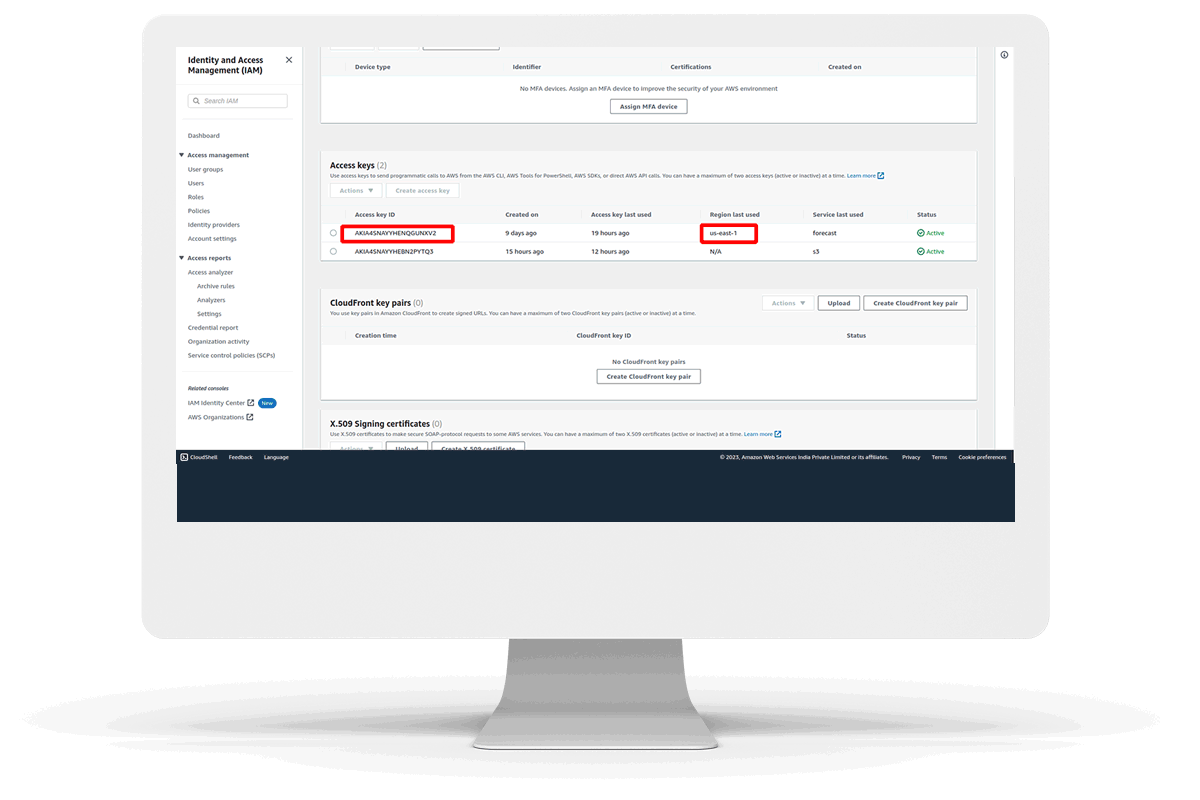 Identity and Access
Management (IAM)
Search IAM
Dashboard
Access management
User groups
Users
Roles
Policies
Identity providers
Account settings
Access reports
Access analyzer
Archive rules
Analyzers
Settings
Credential report
Organization activity
Service control policies (SCPs)
Related consoles
IAM Identity Center New
AWS Organizations
Device type Identifier Certifications Created on
No MFA devices. Assign an MFA device to improve the security of your AWS environment
Assign MFA device
Access keys (2)
Use access keys to send programmatic calls to AWS from the AWS CLI, AWS Tools for PowerShell, AWS SDKs, or direct AWS API calls. You can have a maximum of two access keys (active or inactive) at a time. Learn more
Actions Create access key
Access key ID Created on Access key last used Region last used Service last used Status
AKIA4SNAYYHENQGUNXV2 9 days ago 19 hours ago us-east-1 forecast Active
AKIA4SNAYYHEBN2PYTQ3 15 hours ago 12 hours ago N/A s3 Active
CloudFront key pairs (0) Actions Upload Create CloudFront key pair
You use key pairs in Amazon CloudFront to create signed URLs. You can have a maximum of two CloudFront key pairs (active or inactive) at a time.
Creation time CloudFront key ID Status
No CloudFront key pairs
Create CloudFront key pair
X.509 Signing certificates (0)
Use X.509 certificates to make secure SOAP-protocol requests to some AWS services. You can have a maximum of two X.509 certificates (active or inactive) at a time. Learn more
Actions Upload Create X.509 certificate
CloudShell Feedback Language © 2023, Amazon Web Services India Private Limited or its affiliates. Privacy Terms Cookie preferences